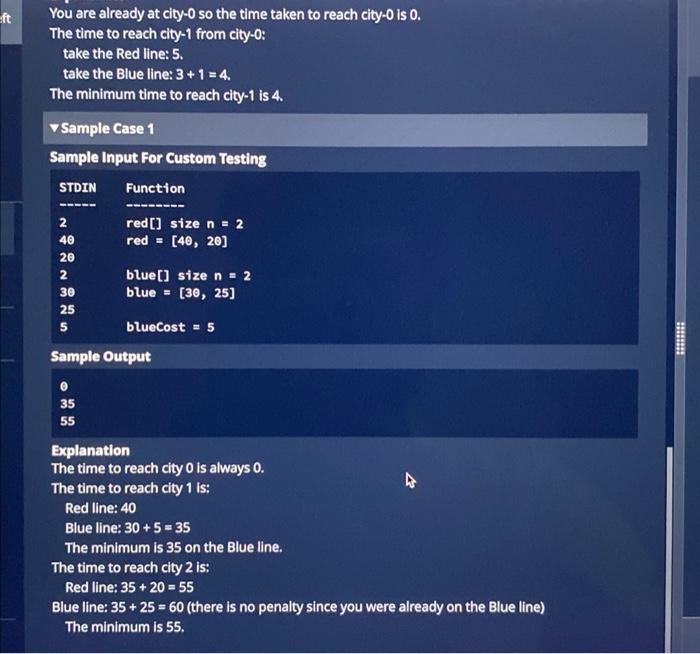 eft
You are already at city-0 so the time taken to reach city-0 is 0.
The time to reach city-1 from city-0:
take the Red line: 5.
take the Blue line: 3 + 1 = 4.
The minimum time to reach city-1 is 4.
▼ Sample Case 1
Sample Input For Custom Testing
STDIN Function
----- --------
2 red[] size n = 2
40 red = [40, 20]
20
2 blue[] size n = 2
30 blue = [30, 25]
25
5 blueCost = 5
Sample Output
0
35
55
Explanation
The time to reach city 0 is always 0.
The time to reach city 1 is:
Red line: 40
Blue line: 30 + 5 = 35
The minimum is 35 on the Blue line.
The time to reach city 2 is:
Red line: 35 + 20 = 55
Blue line: 35 + 25 = 60 (there is no penalty since you were already on the Blue line)
The minimum is 55.